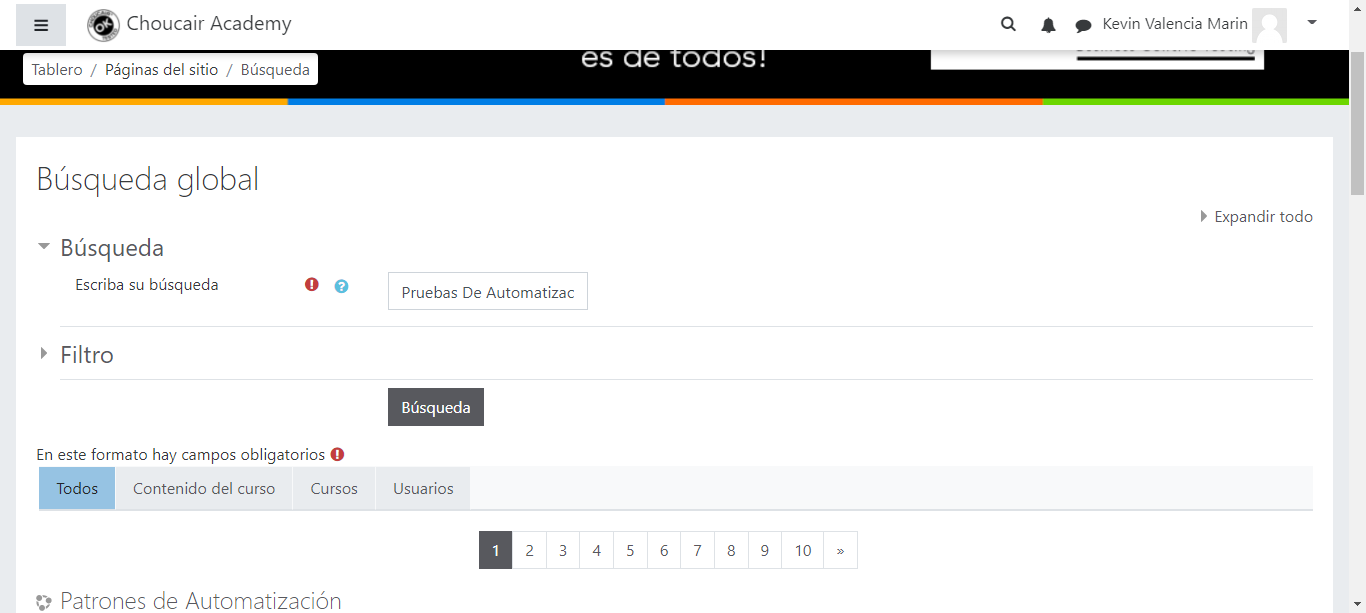 Choucair Academy
Kevin Valencia Marin
es de todos!
Tablero / Páginas del sitio / Búsqueda
Búsqueda global
Expandir todo
Búsqueda
Escriba su búsqueda
Pruebas De Automatizac
Filtro
Búsqueda
En este formato hay campos obligatorios
Todos Contenido del curso Cursos Usuarios
1 2 3 4 5 6 7 8 9 10 »
Patrones de Automatización